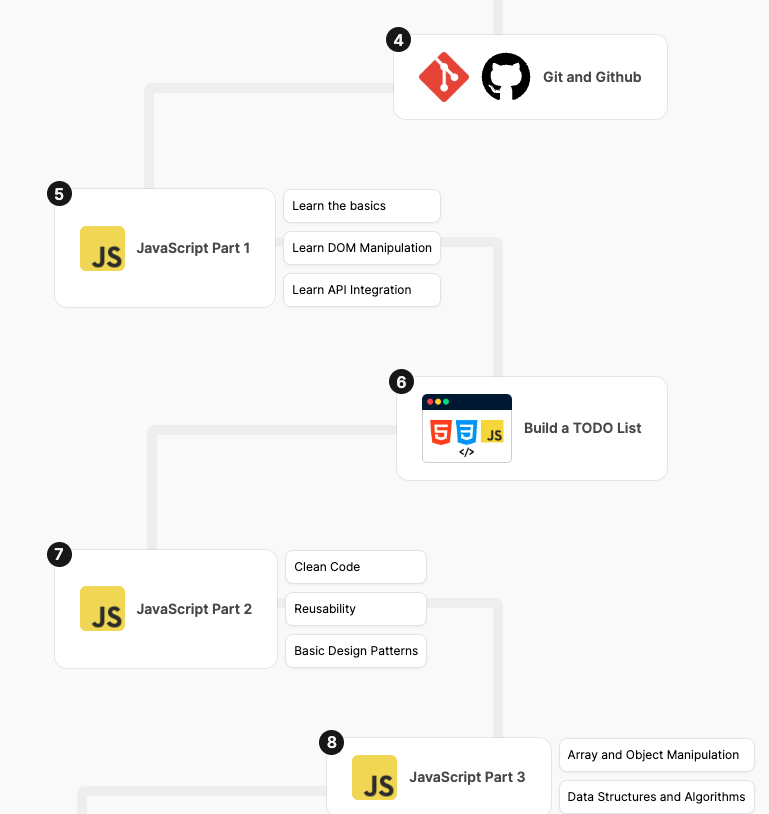 4
Git and Github
5
JavaScript Part 1
JS
Learn the basics
Learn DOM Manipulation
Learn API Integration
6
5
3
JS
</>
Build a TODO List
7
JS
JavaScript Part 2
Clean Code
Reusability
Basic Design Patterns
8
JS
JavaScript Part 3
Array and Object Manipulation
Data Structures and Algorithms